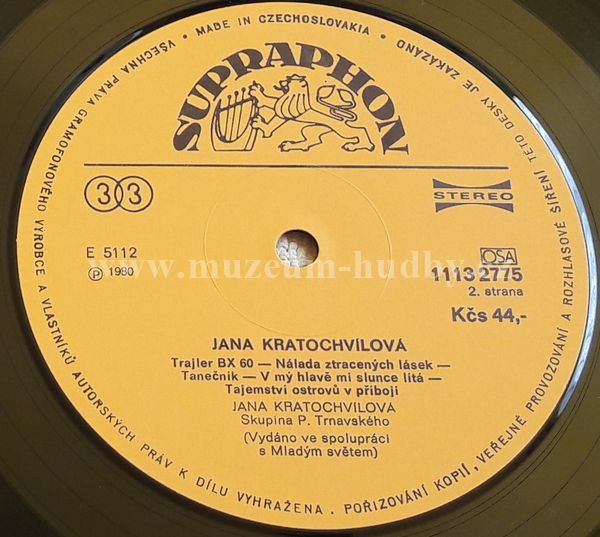 VŠECHNA PRÁVA GRAMOFONOVÉHO VÝROBCE A VLASTNÍKŮ AUTORSKÝCH PRÁV K DÍLU VYHRAŽENA. POŘIZOVÁNÍ KOPIÍ, VEŘEJNÉ PROVOZOVÁNÍ A ROZHLASOVÉ ŠÍŘENÍ TÉTO DESKY JE ZAKÁZÁNO
• MADE IN CZECHOSLOVAKIA •
SUPRAPHON
33
STEREO
E 5112
℗ 1980
OSA
1113 2775
2. strana
Kčs 44,-
www.muzeum-hudby.
JANA KRATOCHVÍLOVÁ
Trajler BX 60 — Nálada ztracených lásek —
Tanečník — V mý hlavě mi slunce lítá —
Tajemství ostrovů v příboji
JANA KRATOCHVÍLOVÁ
Skupina P. Trnavského
(Vydáno ve spolupráci
s Mladým světem)